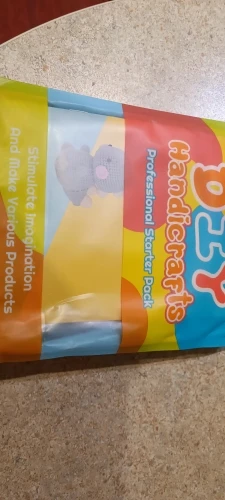 DIY
Handicrafts
Professional Starter Pack
Stimulate Imagination
And Make Various Products